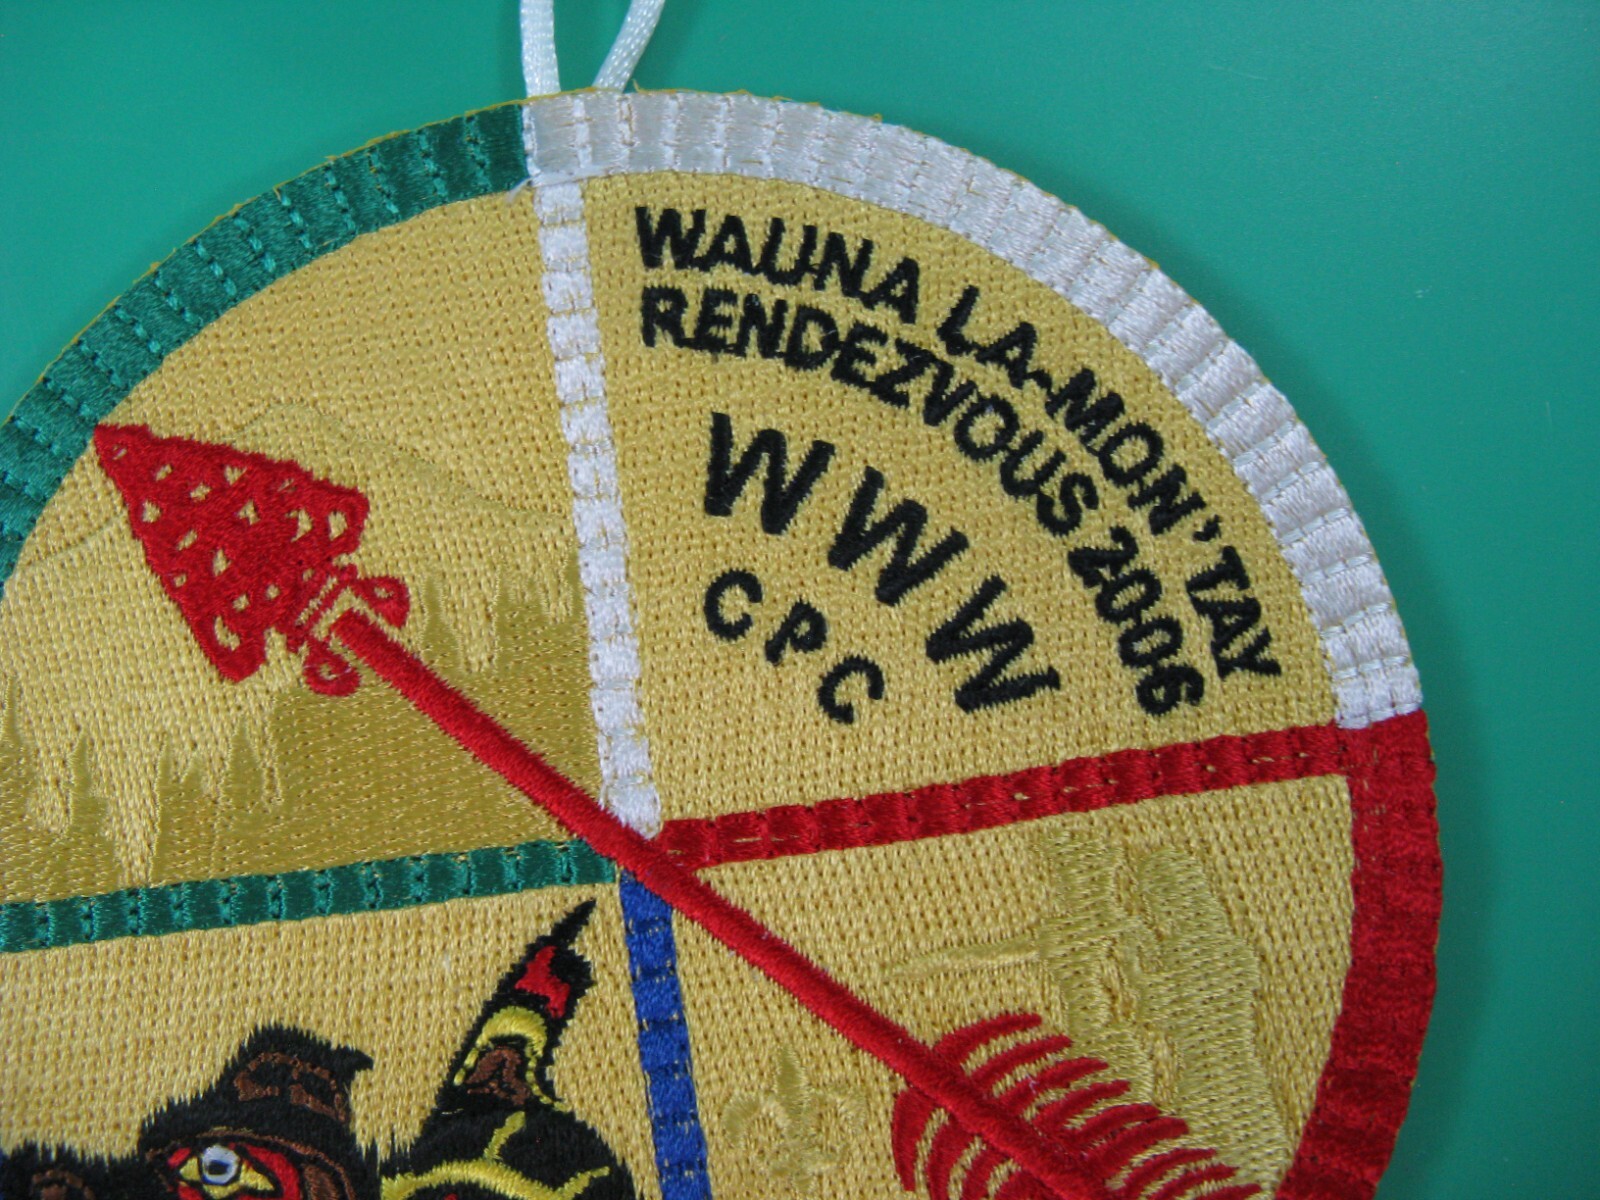 WAUNA LA-MON'TAY
RENDEZVOUS 2006
WWW
CPC